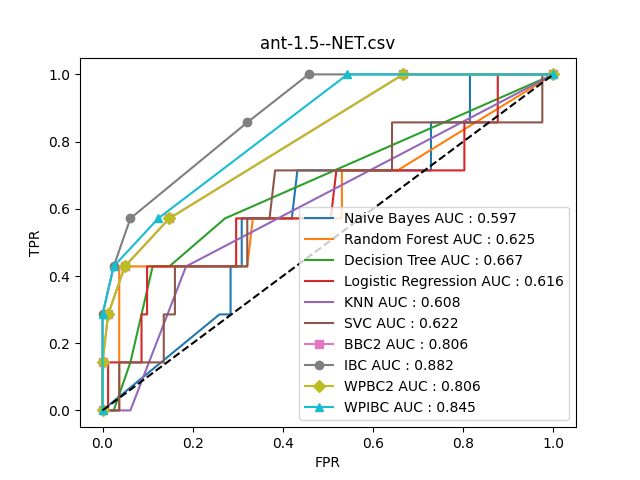 ant-1.5--NET.csv
TPR
1.0
0.8
0.6
0.4
0.2
0.0
Naive Bayes AUC : 0.597
Random Forest AUC : 0.625
Decision Tree AUC : 0.667
Logistic Regression AUC : 0.616
KNN AUC : 0.608
SVC AUC : 0.622
BBC2 AUC : 0.806
IBC AUC : 0.882
WPBC2 AUC : 0.806
WPIBC AUC : 0.845
0.0 0.2 0.4 0.6 0.8 1.0
FPR